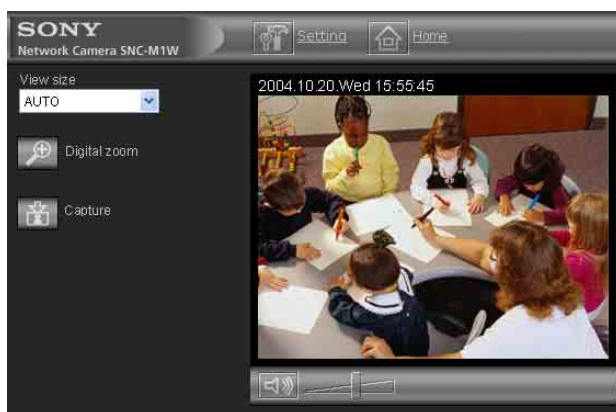 SONY
Network Camera SNC-M1W
Setting
Home
View size
AUTO
Digital zoom
Capture
2004.10.20.Wed 15:55:45